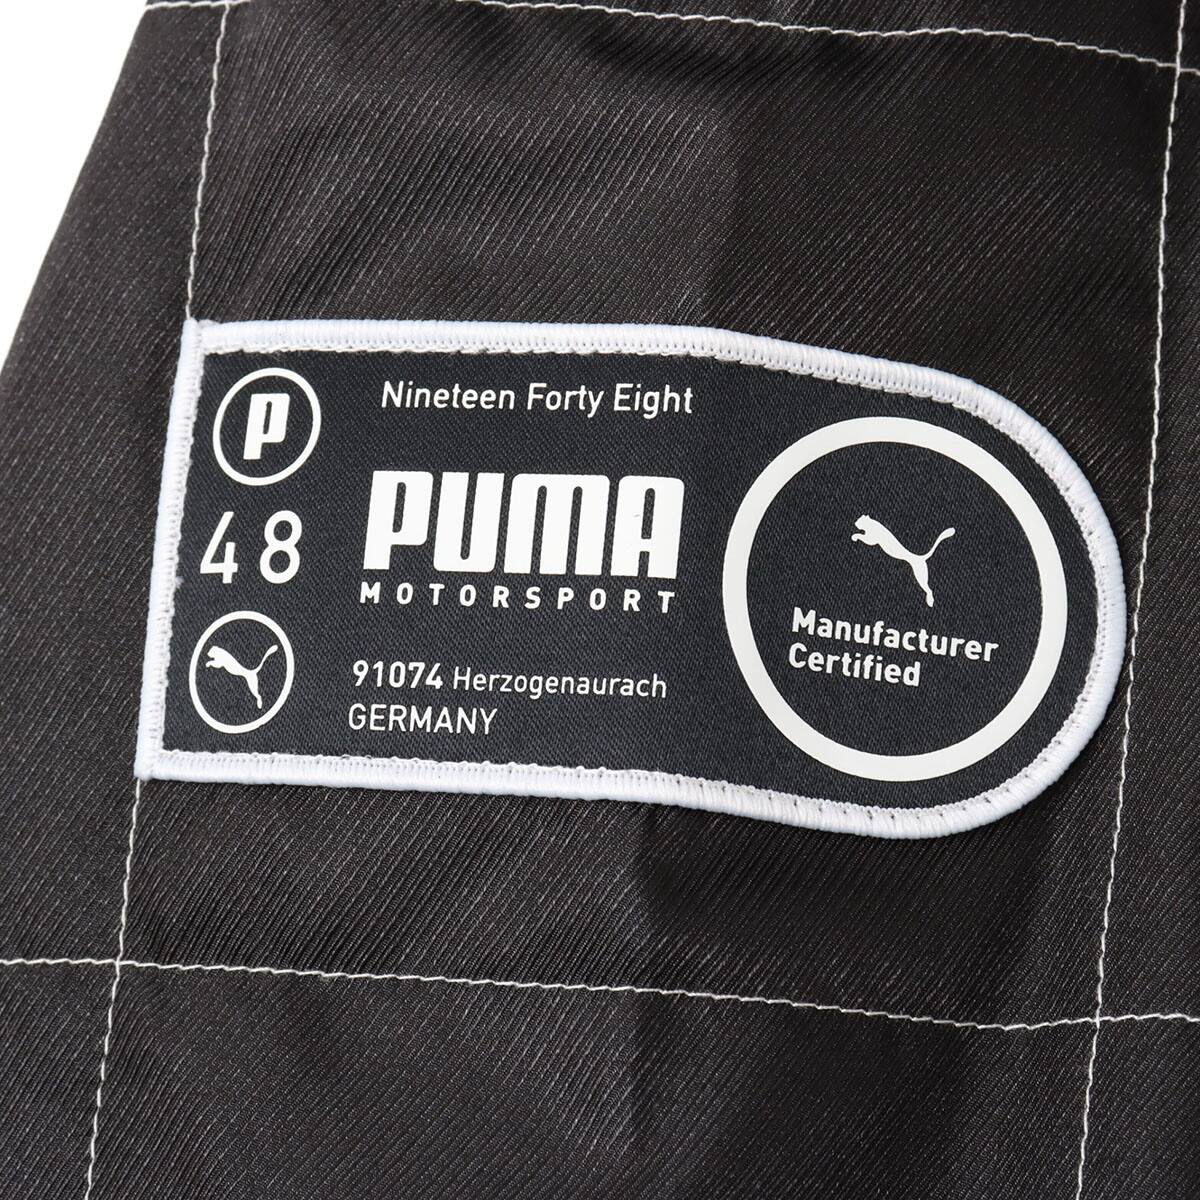 P
48
Nineteen Forty Eight
PUMA
MOTORSPORT
91074 Herzogenaurach
GERMANY
Manufacturer
Certified